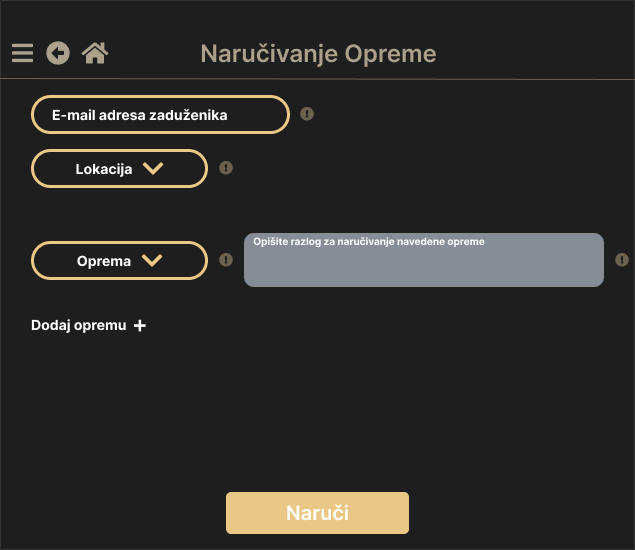 Naručivanje Opreme
E-mail adresa zaduženika
Lokacija
Oprema
Opišite razlog za naručivanje navedene opreme
Dodaj opremu +
Naruči